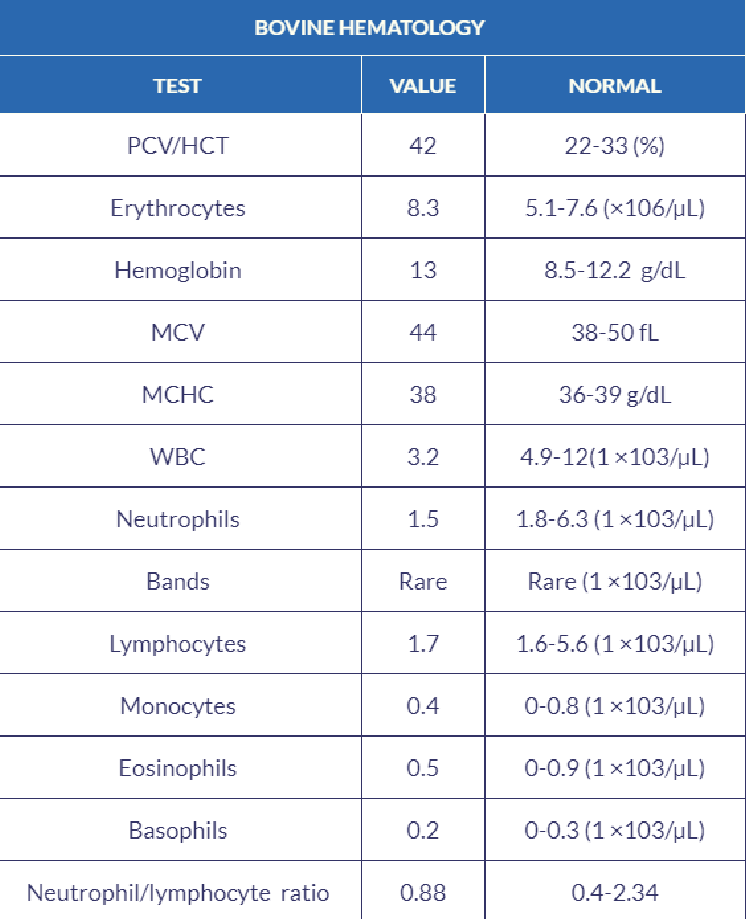 BOVINE HEMATOLOGY
TEST VALUE NORMAL
PCV/HCT 42 22-33 (%)
Erythrocytes 8.3 5.1-7.6 (×106/µL)
Hemoglobin 13 8.5-12.2 g/dL
MCV 44 38-50 fL
MCHC 38 36-39 g/dL
WBC 3.2 4.9-12(1 ×103/µL)
Neutrophils 1.5 1.8-6.3 (1 ×103/µL)
Bands Rare Rare (1 ×103/µL)
Lymphocytes 1.7 1.6-5.6 (1 ×103/µL)
Monocytes 0.4 0-0.8 (1 ×103/µL)
Eosinophils 0.5 0-0.9 (1 ×103/µL)
Basophils 0.2 0-0.3 (1 ×103/µL)
Neutrophil/lymphocyte ratio 0.88 0.4-2.34